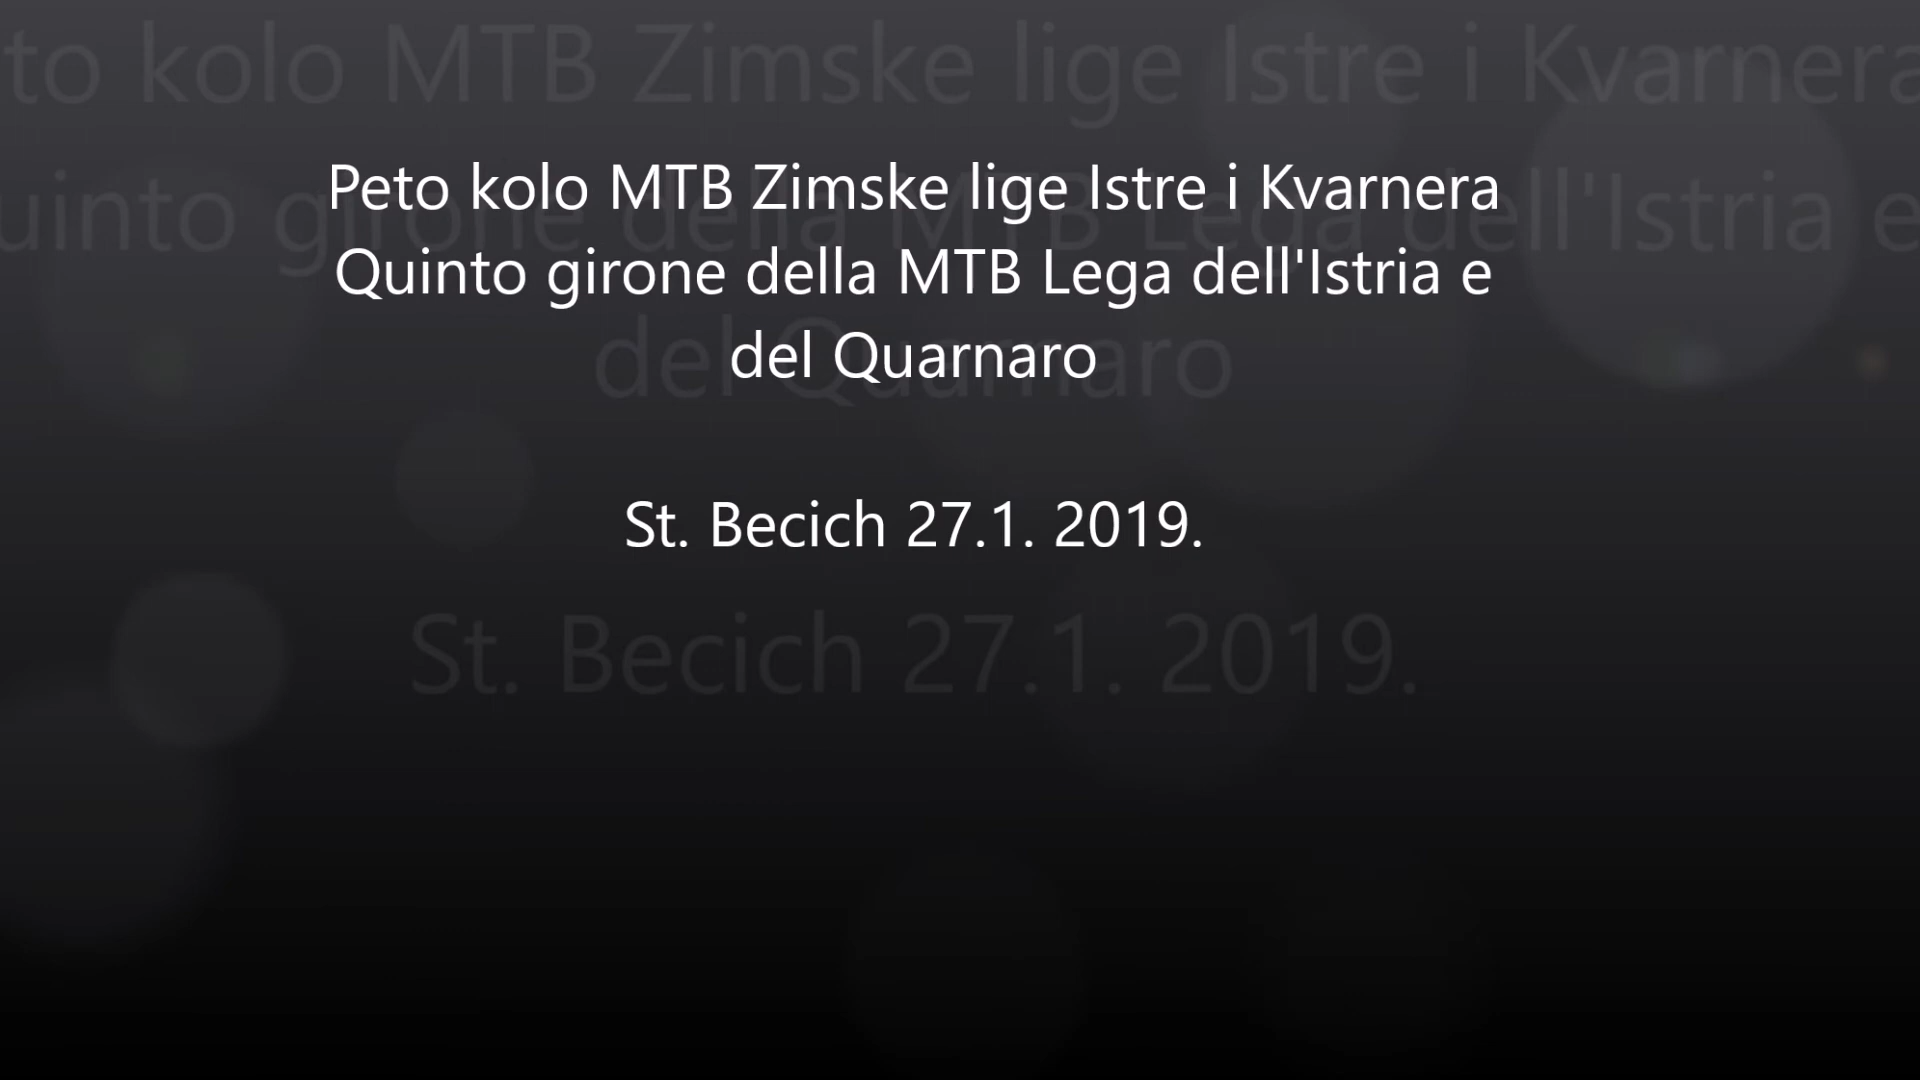 Peto kolo MTB Zimske lige Istre i Kvarnera
Quinto girone della MTB Lega dell'Istria e
del Quarnaro
St. Becich 27.1. 2019.